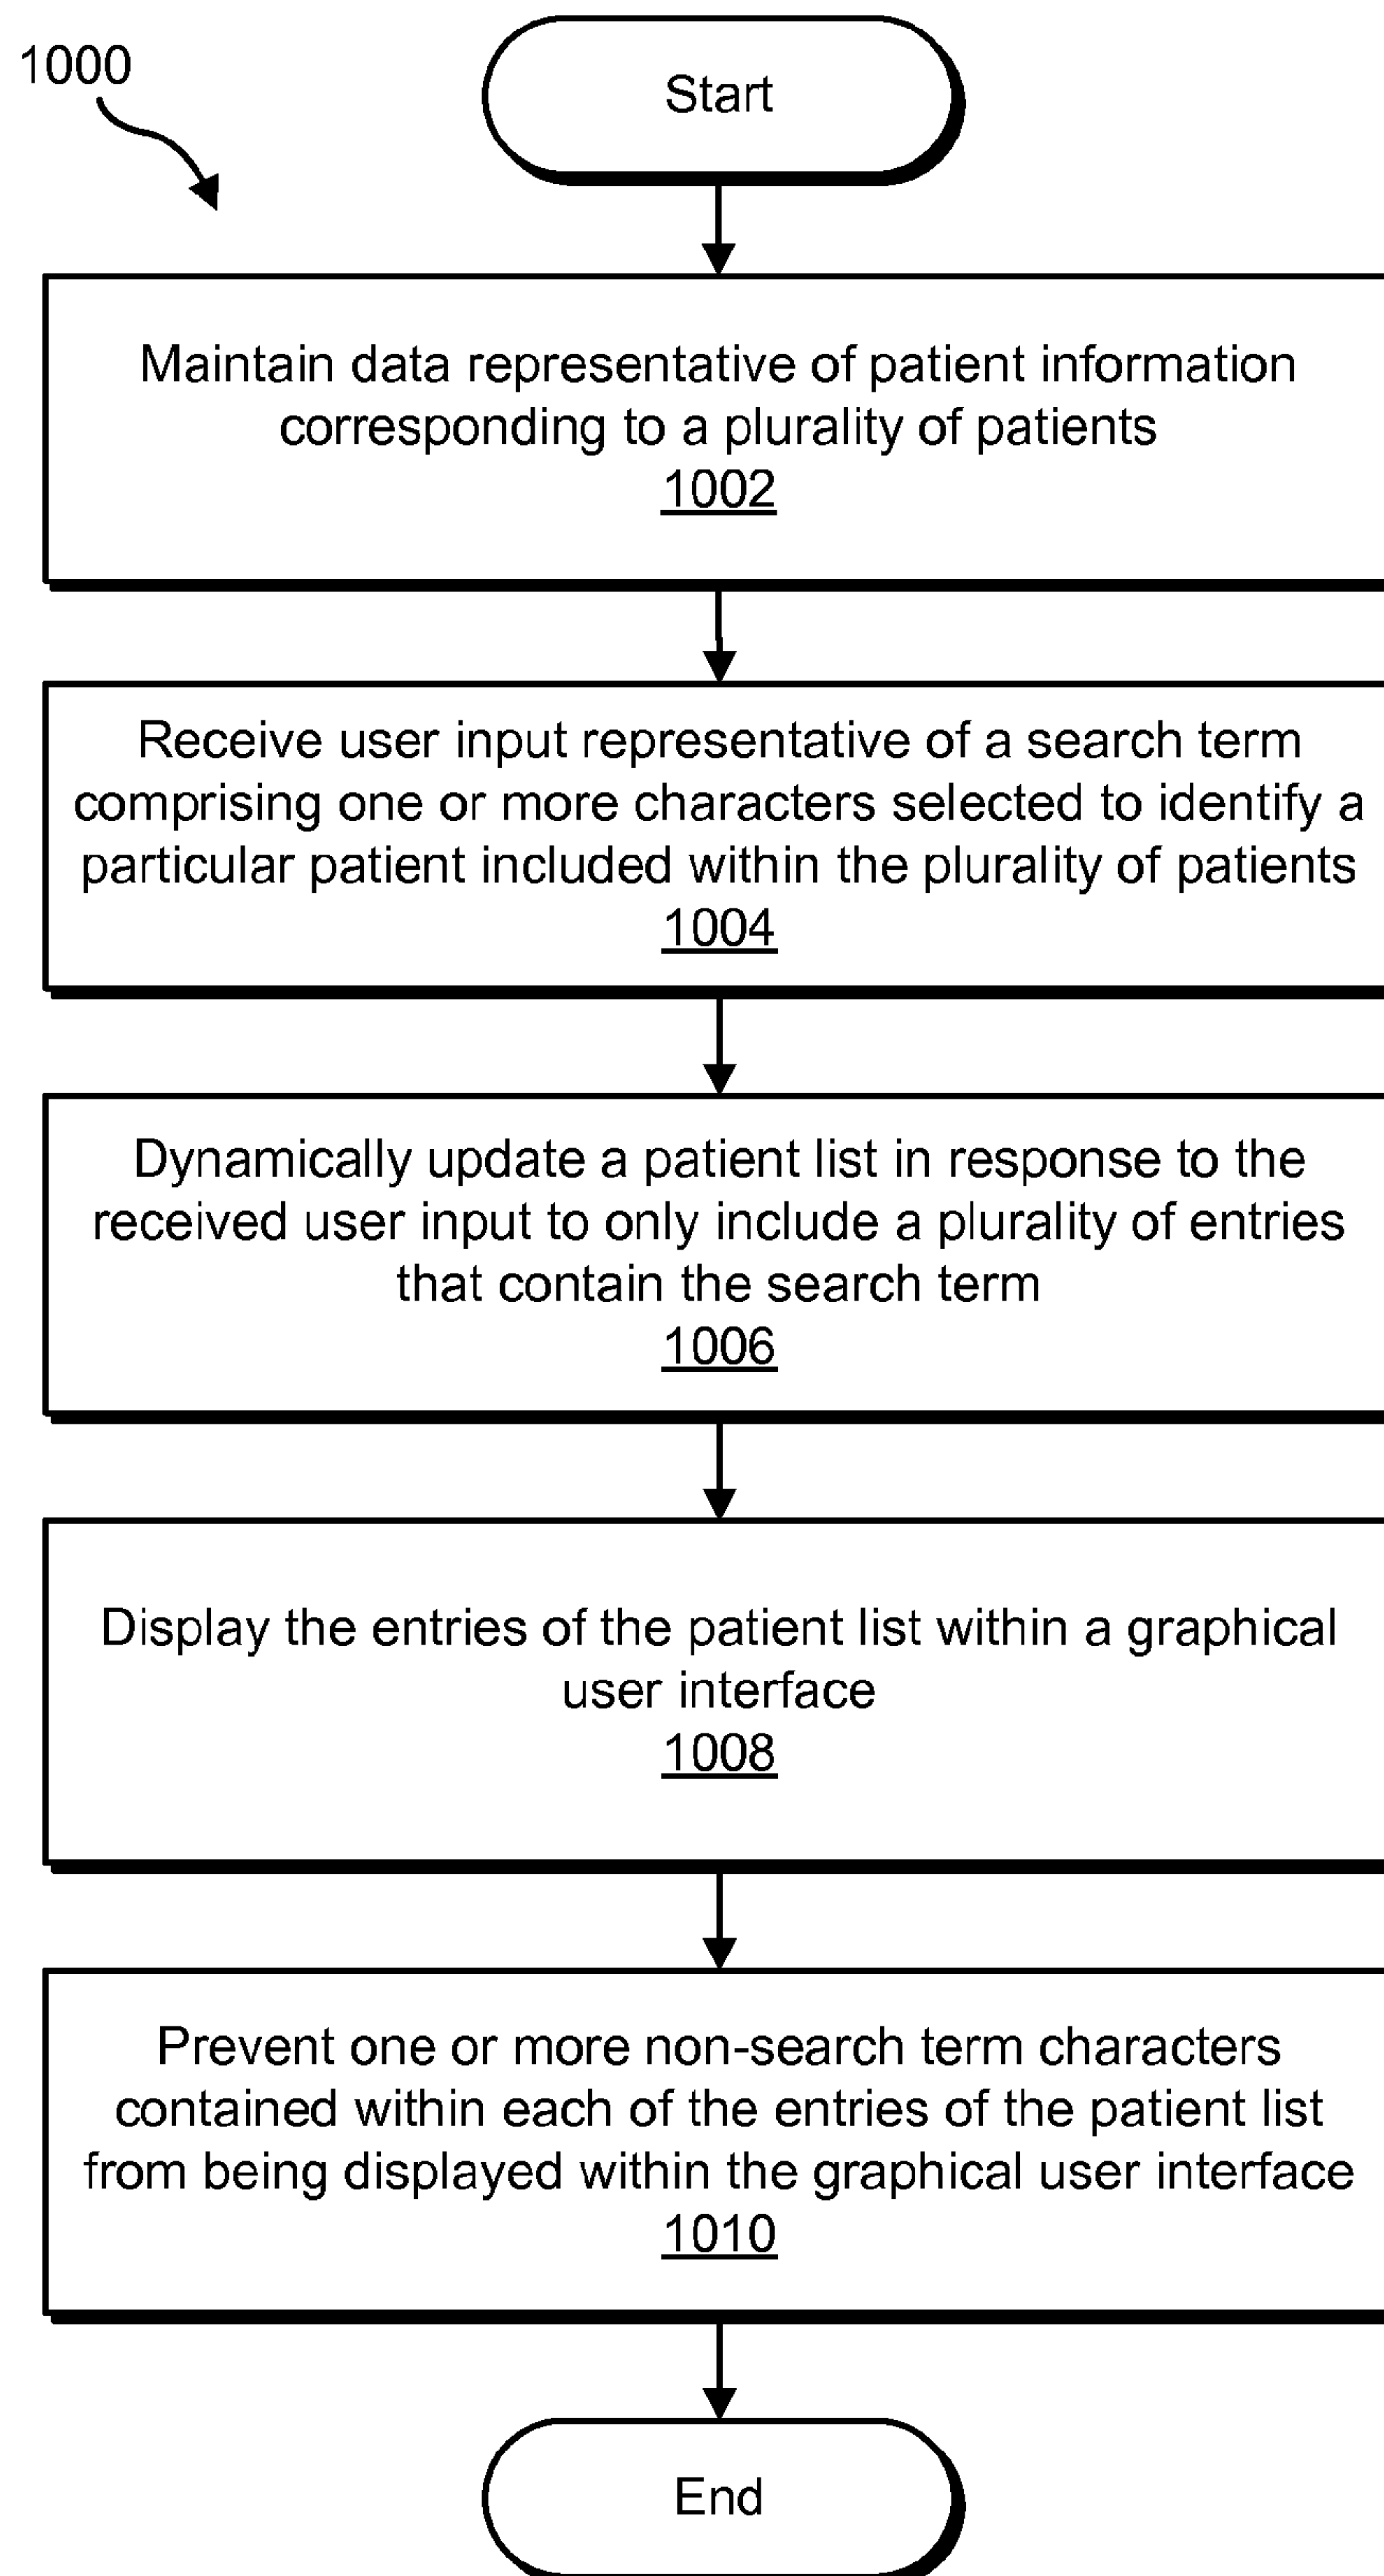 1000
Start
Maintain data representative of patient information
corresponding to a plurality of patients
1002
Receive user input representative of a search term
comprising one or more characters selected to identify a
particular patient included within the plurality of patients
1004
Dynamically update a patient list in response to the
received user input to only include a plurality of entries
that contain the search term
1006
Display the entries of the patient list within a graphical
user interface
1008
Prevent one or more non-search term characters
contained within each of the entries of the patient list
from being displayed within the graphical user interface
1010
End